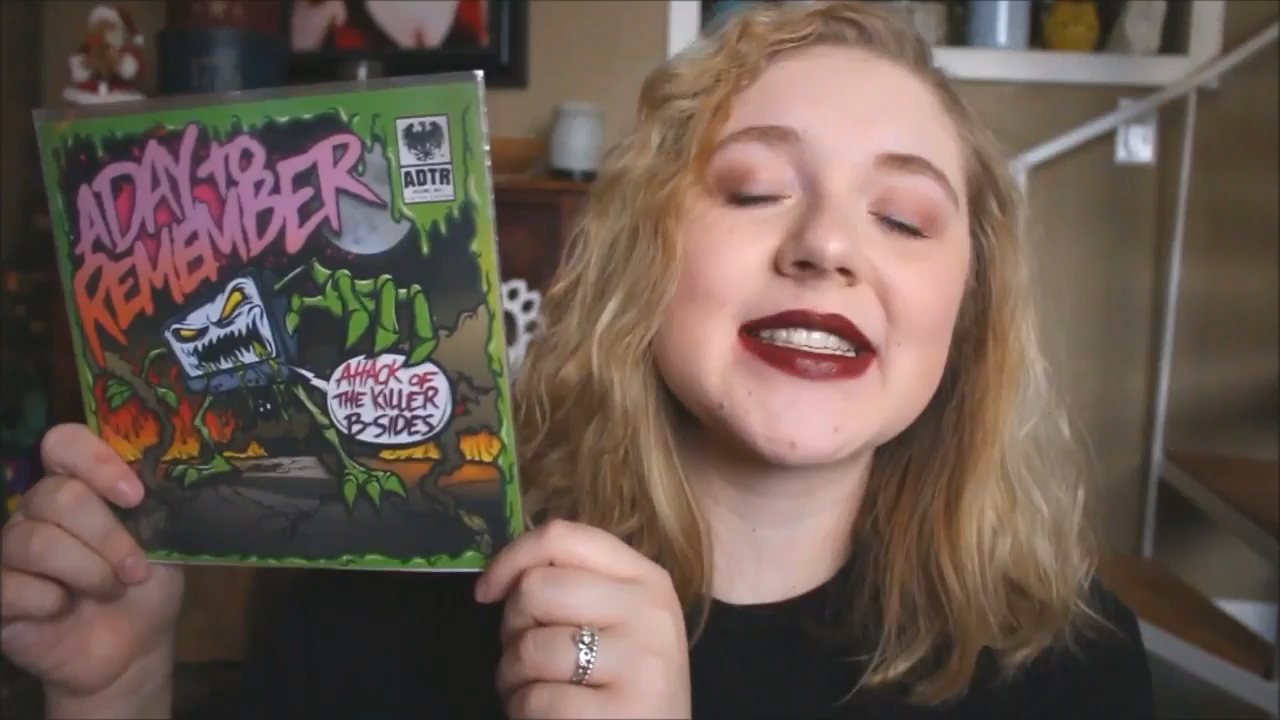 A DAY TO
REMEMBER
ADTR
ATTACK OF
THE KILLER
B-SIDES